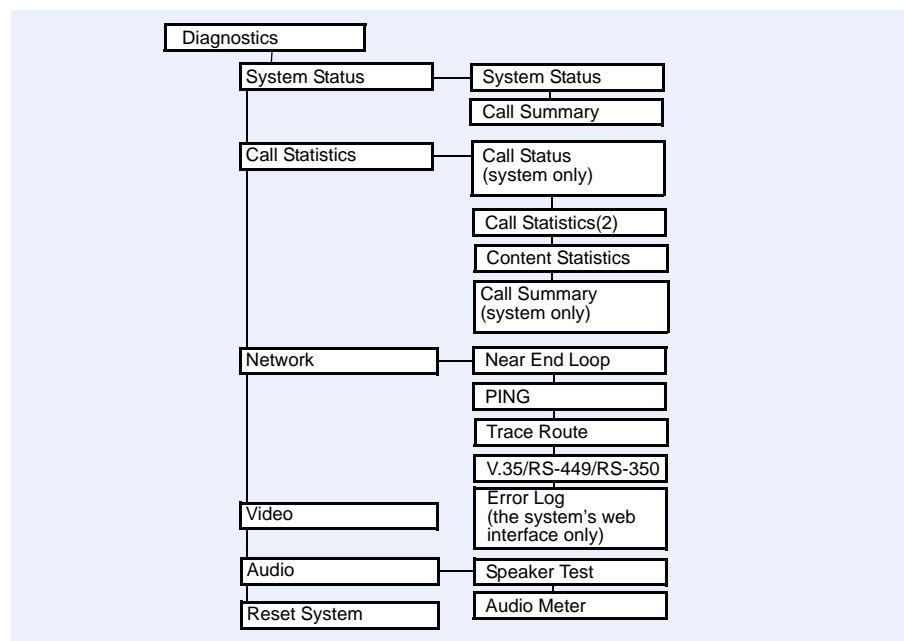 Diagnostics
System Status
System Status
Call Summary
Call Statistics
Call Status
(system only)
Call Statistics(2)
Content Statistics
Call Summary
(system only)
Network
Near End Loop
PING
Trace Route
V.35/RS-449/RS-350
Error Log
(the system's web
interface only)
Video
Audio
Speaker Test
Audio Meter
Reset System